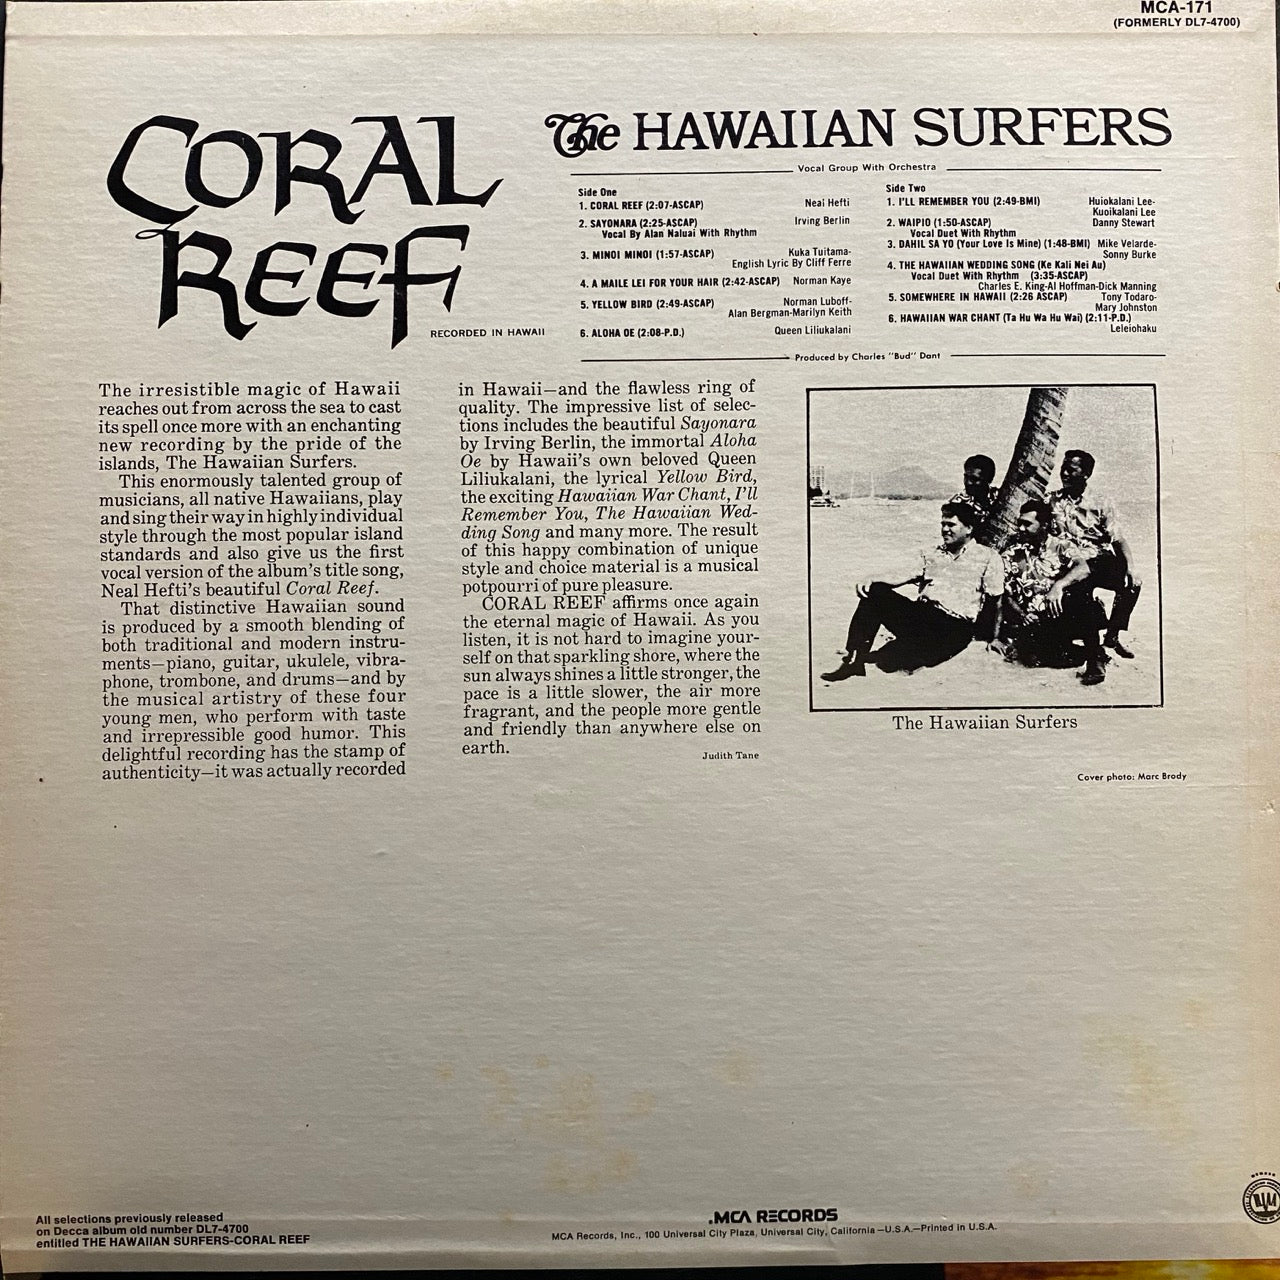 MCA-171
(FORMERLY DL7-4700)
CORAL
REEF
RECORDED IN HAWAII
The HAWAIIAN SURFERS
Vocal Group With Orchestra
Side One
1. CORAL REEF (2:07-ASCAP) Neal Hefti
2. SAYONARA (2:25-ASCAP) Irving Berlin
Vocal By Alan Naluai With Rhythm
3. MINOI MINOI (1:57-ASCAP) Kuka Tuitama-
English Lyric By Cliff Ferre
4. A MAILE LEI FOR YOUR HAIR (2:42-ASCAP) Norman Kaye
5. YELLOW BIRD (2:49-ASCAP) Norman Luboff-
Alan Bergman-Marilyn Keith
6. ALOHA OE (2:08-P.D.) Queen Liliukalani
Side Two
1. I'LL REMEMBER YOU (2:49-BMI) Huiokalani Lee-
Kuoikalani Lee
2. WAIPIO (1:50-ASCAP) Danny Stewart
Vocal Duet With Rhythm
3. DAHIL SA YO (Your Love Is Mine) (1:48-BMI) Mike Velarde-
Sonny Burke
4. THE HAWAIIAN WEDDING SONG (Ke Kali Nei Au)
Vocal Duet With Rhythm (3:35-ASCAP)
Charles E. King-Al Hoffman-Dick Manning
5. SOMEWHERE IN HAWAII (2:26 ASCAP) Tony Todaro-
Mary Johnston
6. HAWAIIAN WAR CHANT (Ta Hu Wa Hu Wai) (2:11-P.D.)
Leleiohaku
Produced by Charles "Bud" Dant
The irresistible magic of Hawaii
reaches out from across the sea to cast
its spell once more with an enchanting
new recording by the pride of the
islands, The Hawaiian Surfers.
This enormously talented group of
musicians, all native Hawaiians, play
and sing their way in highly individual
style through the most popular island
standards and also give us the first
vocal version of the album's title song,
Neal Hefti's beautiful Coral Reef.
That distinctive Hawaiian sound
is produced by a smooth blending of
both traditional and modern instru-
ments—piano, guitar, ukulele, vibra-
phone, trombone, and drums—and by
the musical artistry of these four
young men, who perform with taste
and irrepressible good humor. This
delightful recording has the stamp of
authenticity—it was actually recorded
in Hawaii—and the flawless ring of
quality. The impressive list of selec-
tions includes the beautiful Sayonara
by Irving Berlin, the immortal Aloha
Oe by Hawaii's own beloved Queen
Liliukalani, the lyrical Yellow Bird,
the exciting Hawaiian War Chant, I'll
Remember You, The Hawaiian Wed-
ding Song and many more. The result
of this happy combination of unique
style and choice material is a musical
potpourri of pure pleasure.
CORAL REEF affirms once again
the eternal magic of Hawaii. As you
listen, it is not hard to imagine your-
self on that sparkling shore, where the
sun always shines a little stronger, the
pace is a little slower, the air more
fragrant, and the people more gentle
and friendly than anywhere else on
earth.
Judith Tane
The Hawaiian Surfers
Cover photo: Marc Brody
All selections previously released
on Decca album old number DL7-4700
entitled THE HAWAIIAN SURFERS-CORAL REEF
MCA RECORDS
MCA Records, Inc., 100 Universal City Plaza, Universal City, California—U.S.A.—Printed in U.S.A.